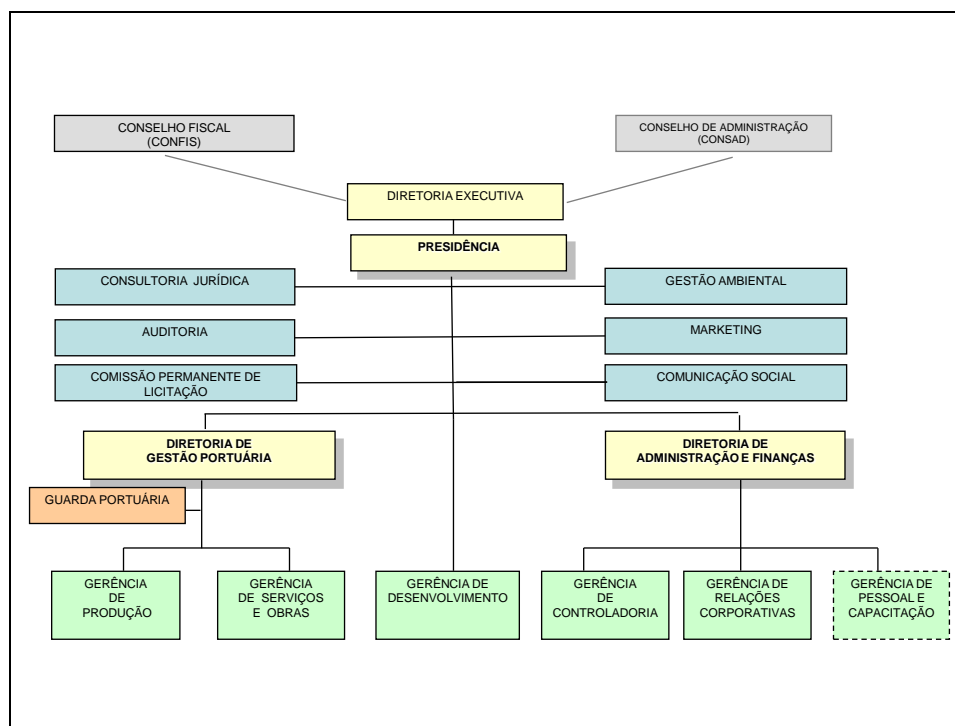 CONSELHO FISCAL
(CONFIS)
CONSELHO DE ADMINISTRAÇÃO
(CONSAD)
DIRETORIA EXECUTIVA
PRESIDÊNCIA
CONSULTORIA JURÍDICA
GESTÃO AMBIENTAL
AUDITORIA
MARKETING
COMISSÃO PERMANENTE DE
LICITAÇÃO
COMUNICAÇÃO SOCIAL
DIRETORIA DE
GESTÃO PORTUÁRIA
DIRETORIA DE
ADMINISTRAÇÃO E FINANÇAS
GUARDA PORTUÁRIA
GERÊNCIA
DE
PRODUÇÃO
GERÊNCIA
DE SERVIÇOS
E OBRAS
GERÊNCIA DE
DESENVOLVIMENTO
GERÊNCIA
DE
CONTROLADORIA
GERÊNCIA DE
RELAÇÕES
CORPORATIVAS
GERÊNCIA DE
PESSOAL E
CAPACITAÇÃO